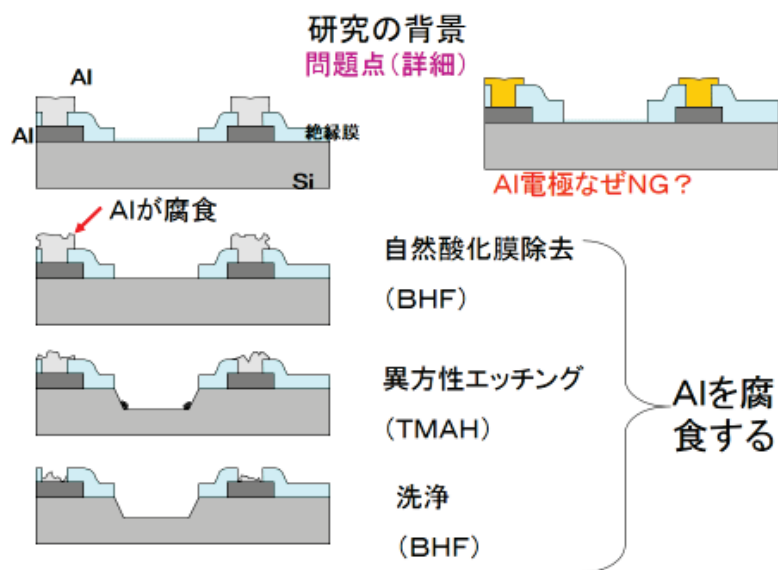 研究の背景
問題点（詳細）
Al
Al
絶縁膜
Si
Al電極なぜNG？
Alが腐食
自然酸化膜除去
（BHF）
異方性エッチング
（TMAH）
Alを腐
食する
洗浄
（BHF）